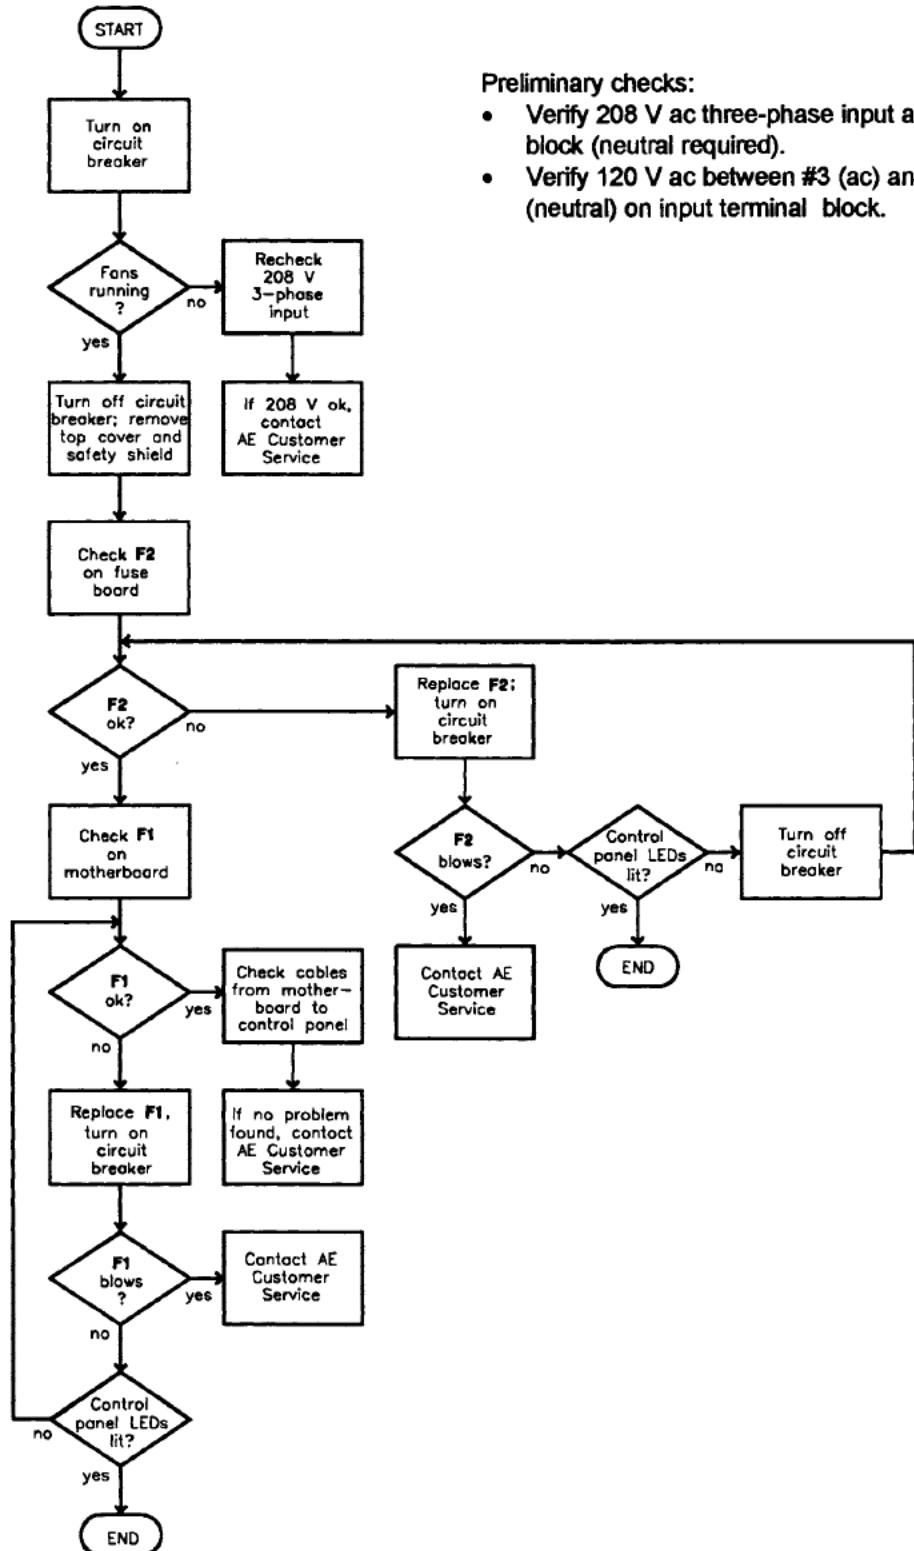 START
Preliminary checks:
• Verify 208 V ac three-phase input a
block (neutral required).
• Verify 120 V ac between #3 (ac) an
(neutral) on input terminal block.
Turn on
circuit
breaker
Fans
running
?
no
yes
Recheck
208 V
3-phase
input
Turn off circuit
breaker; remove
top cover and
safety shield
If 208 V ok,
contact
AE Customer
Service
Check F2
on fuse
board
F2
ok?
no
yes
Replace F2;
turn on
circuit
breaker
Check F1
on
motherboard
F2
blows?
no
yes
Control
panel LEDs
lit?
no
yes
Turn off
circuit
breaker
Contact AE
Customer
Service
END
F1
ok?
yes
no
Check cables
from mother-
board to
control panel
Replace F1,
turn on
circuit
breaker
If no problem
found, contact
AE Customer
Service
F1
blows
?
yes
no
Contact AE
Customer
Service
Control
panel LEDs
lit?
no
yes
END